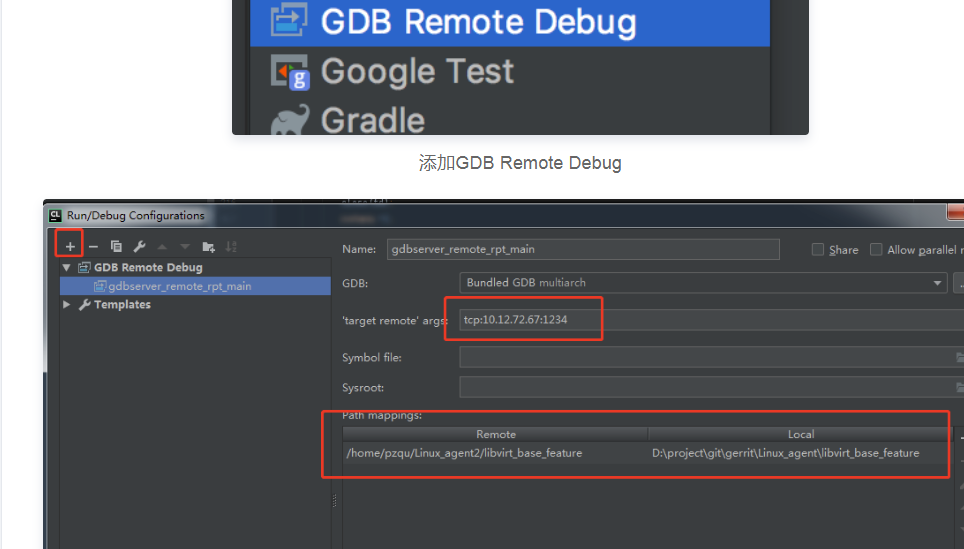 GDB Remote Debug
Google Test
Gradle
添加GDB Remote Debug
Run/Debug Configurations
Name: gdbserver_remote_rpt_main Share Allow parallel
GDB Remote Debug
gdbserver_remote_rpt_main
Templates
GDB: Bundled GDB multiarch
'target remote' args: tcp:10.12.72.67:1234
Symbol file:
Sysroot:
Path mappings:
Remote Local
/home/pzqu/Linux_agent2/libvirt_base_feature D:\project\git\gerrit\Linux_agent\libvirt_base_feature